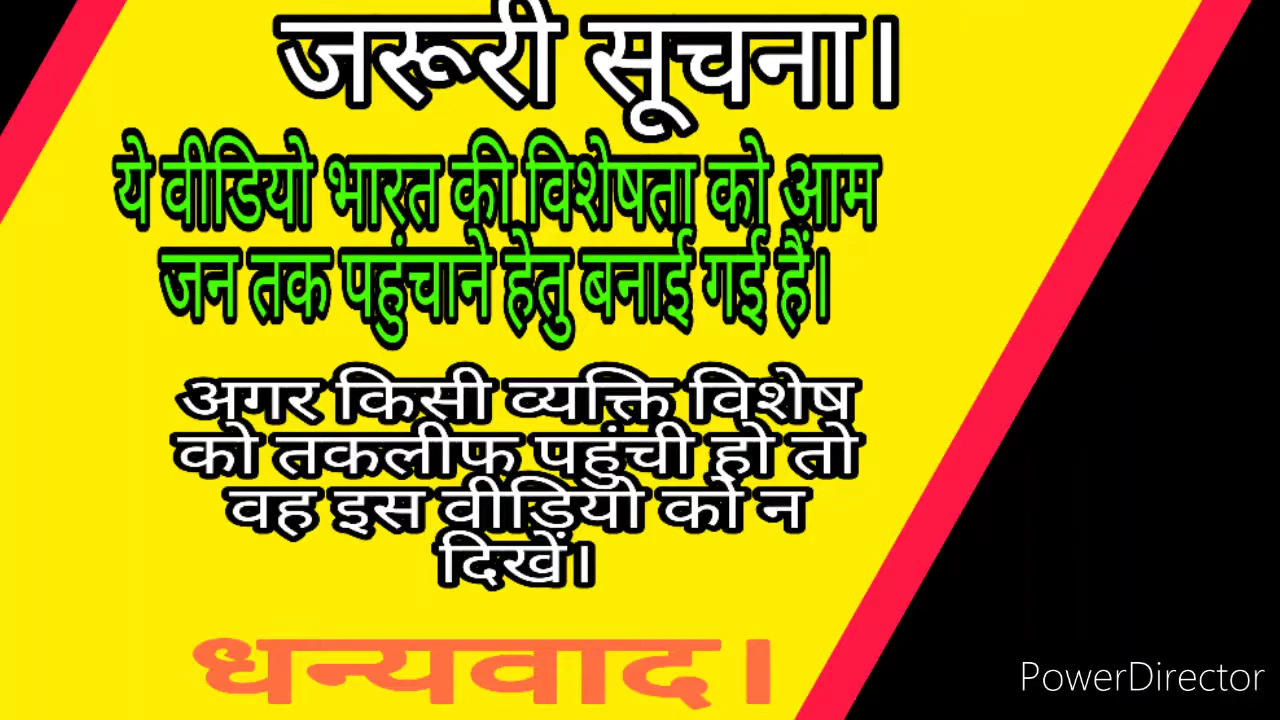 जरूरी सूचना।
ये वीडियो भारत की विशेषता को आम
जन तक पहुंचाने हेतु बनाई गई हैं।
अगर किसी व्यक्ति विशेष
को तकलीफ पहुंची हो तो
वह इस वीडियो को न
दिखें।
धन्यवाद।
PowerDirector